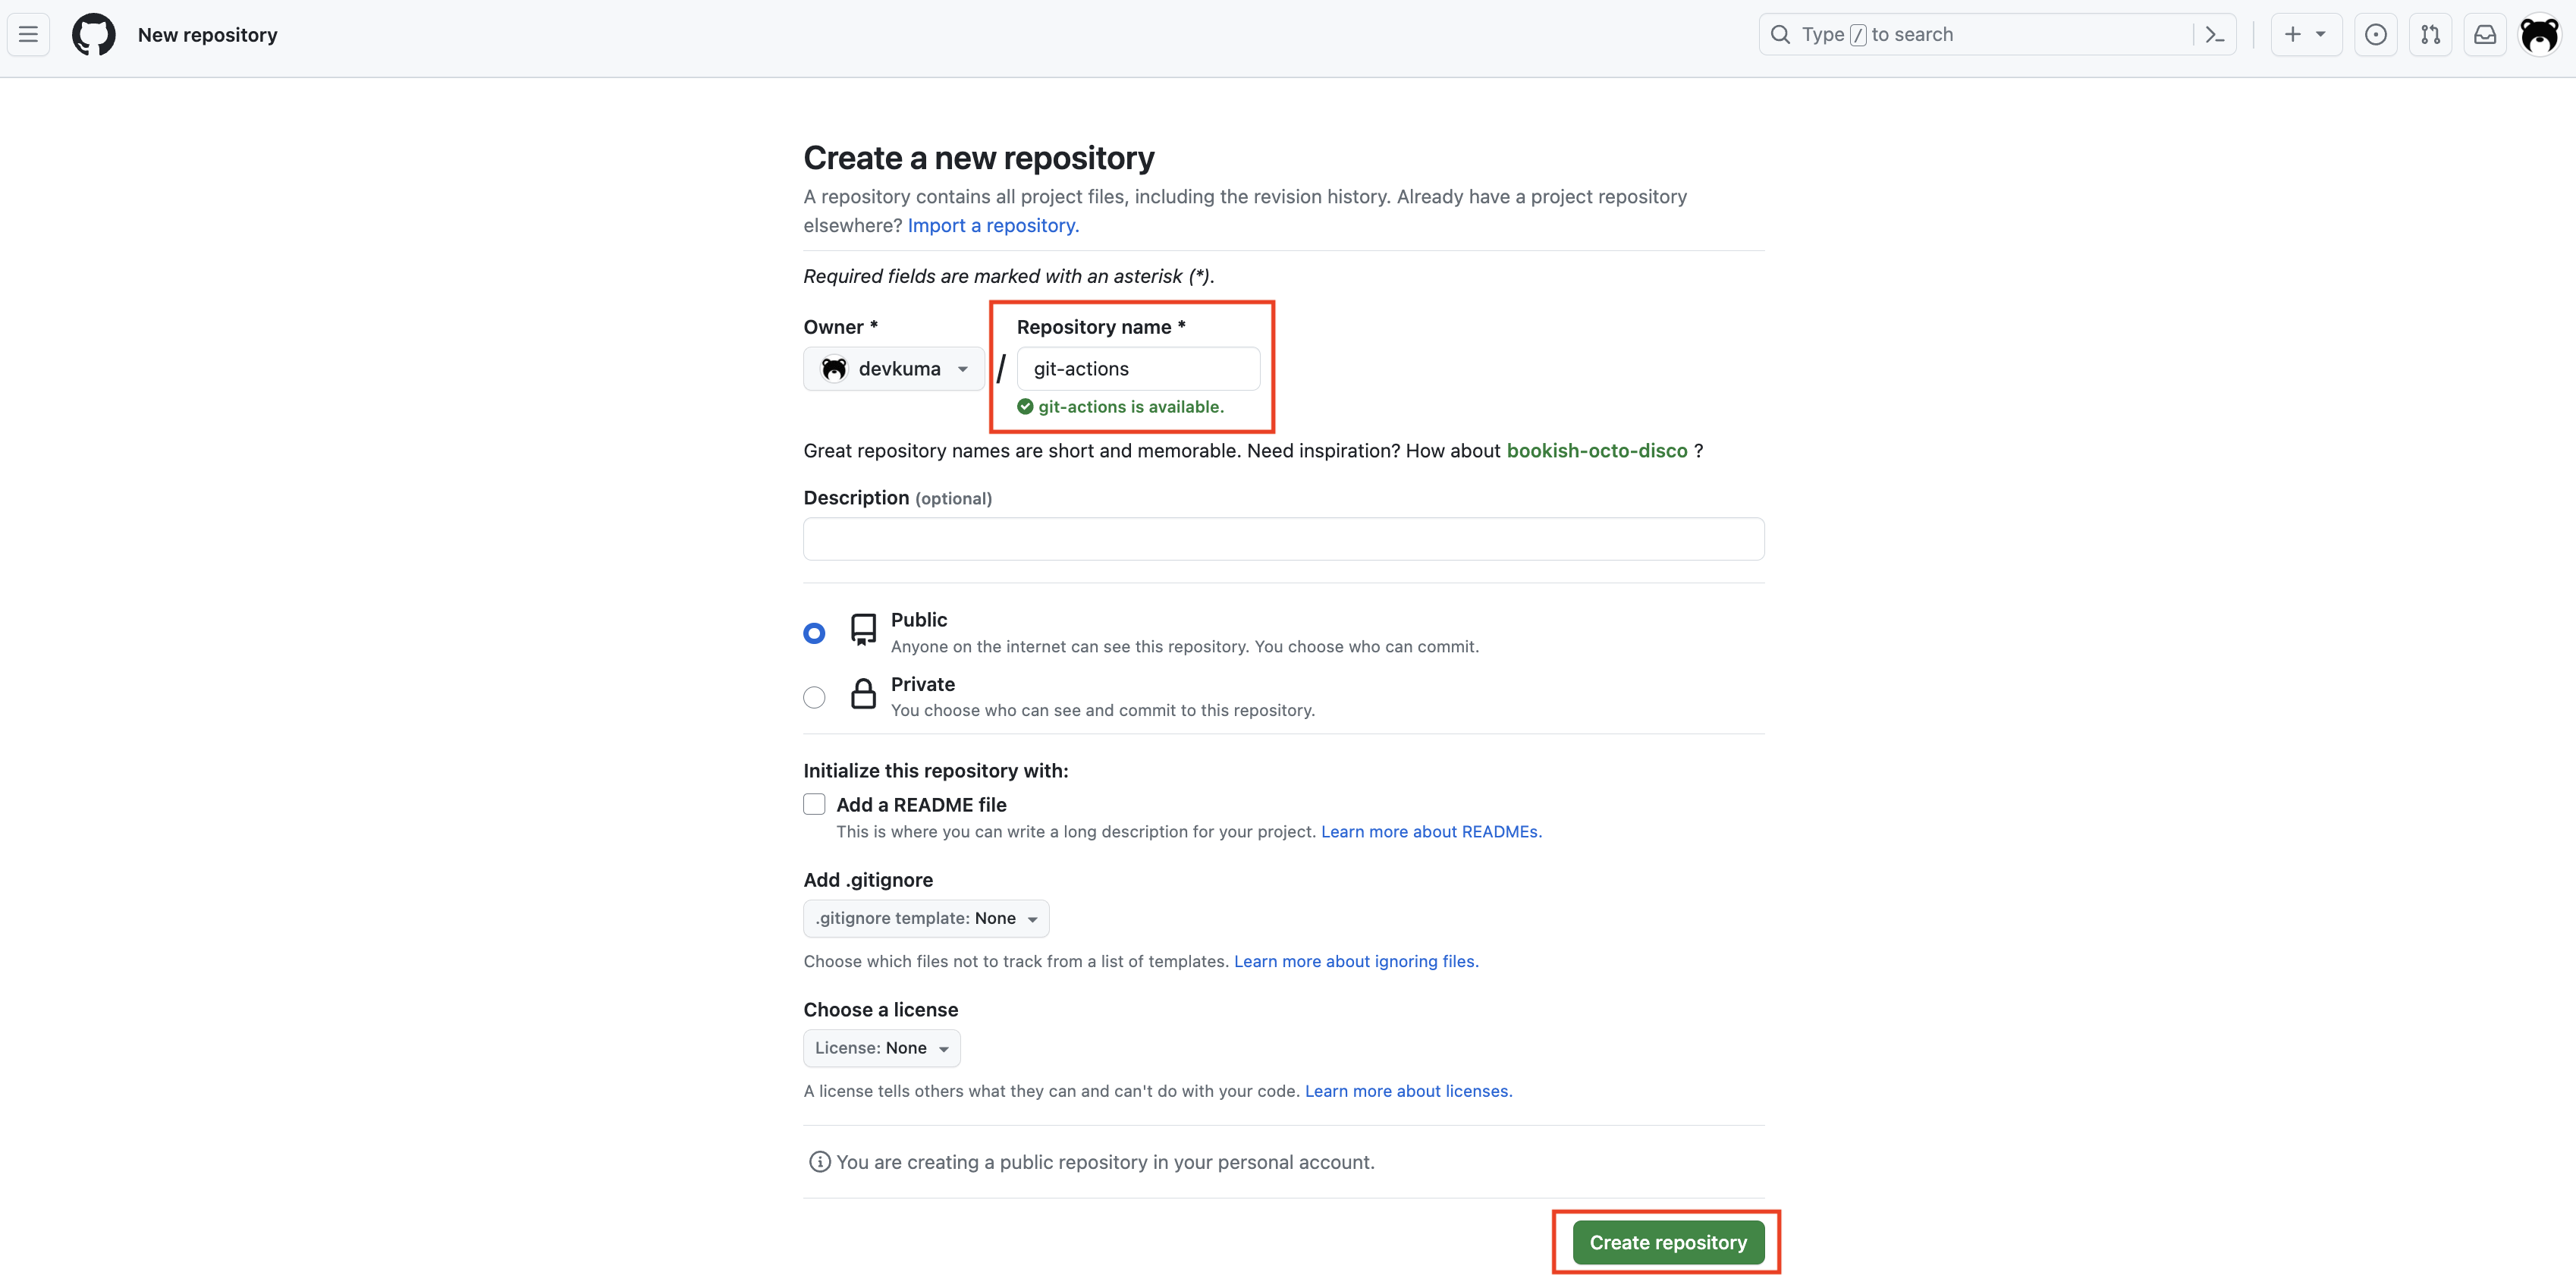 New repository
Type / to search
Create a new repository
A repository contains all project files, including the revision history. Already have a project repository
elsewhere? Import a repository.
Required fields are marked with an asterisk (*).
Owner *
Repository name *
devkuma
/
git-actions
git-actions is available.
Great repository names are short and memorable. Need inspiration? How about bookish-octo-disco ?
Description (optional)
Public
Anyone on the internet can see this repository. You choose who can commit.
Private
You choose who can see and commit to this repository.
Initialize this repository with:
Add a README file
This is where you can write a long description for your project. Learn more about READMEs.
Add .gitignore
.gitignore template: None
Choose which files not to track from a list of templates. Learn more about ignoring files.
Choose a license
License: None
A license tells others what they can and can't do with your code. Learn more about licenses.
You are creating a public repository in your personal account.
Create repository